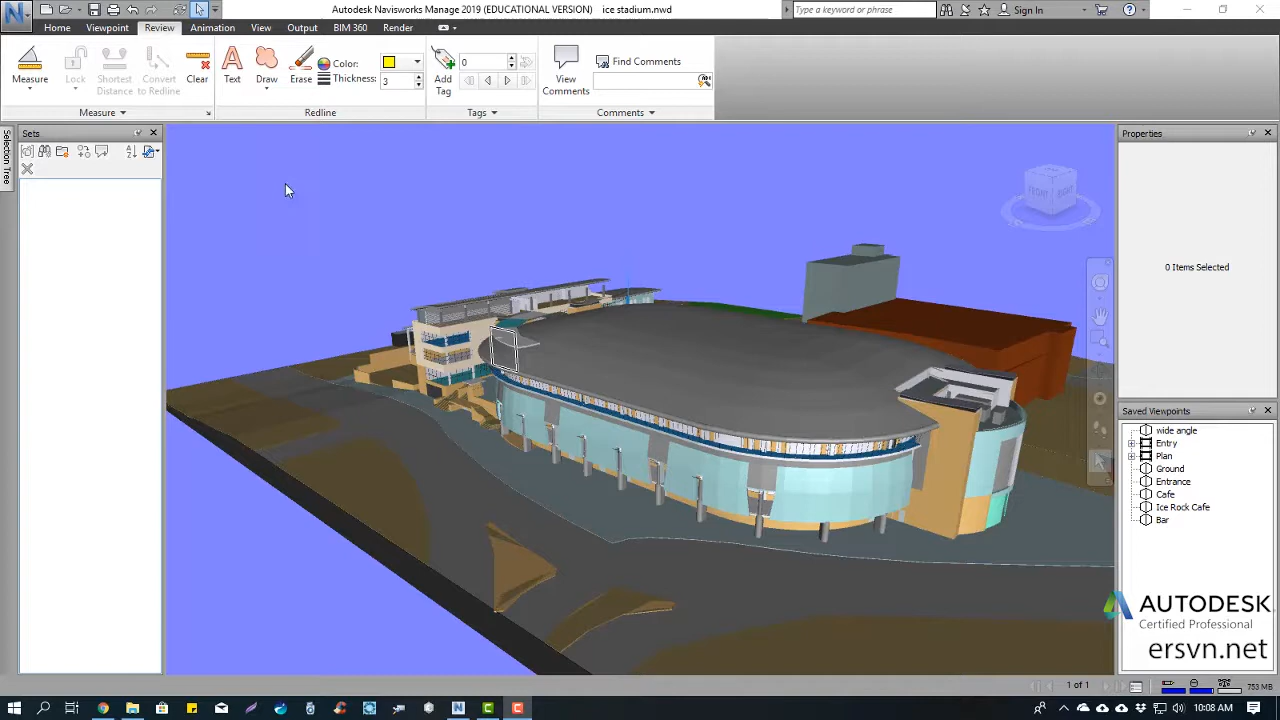 Autodesk Navisworks Manage 2019 (EDUCATIONAL VERSION) ice stadium.nwd
Type a keyword or phrase
Sign In
Home Viewpoint Review Animation View Output BIM 360 Render
Measure
Lock
Shortest Distance
Convert to Redline
Clear
Text
Draw
Erase
Color:
Thickness: 3
Add Tag
0
View Comments
Find Comments
Measure
Redline
Tags
Comments
Selection Tree
Sets
Properties
FRONT RIGHT
0 Items Selected
Saved Viewpoints
wide angle
Entry
Plan
Ground
Entrance
Cafe
Ice Rock Cafe
Bar
AUTODESK
Certified Professional
ersvn.net
1 of 1
753 MB
10:08 AM